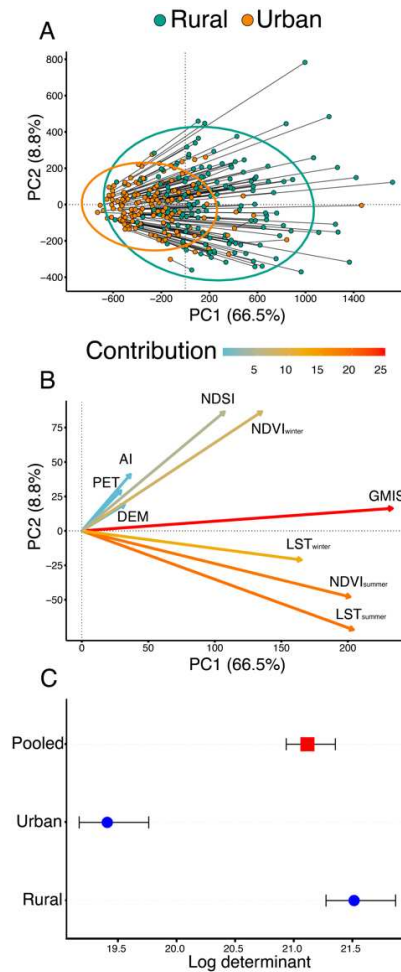 Rural Urban
A
800
600
400
200
0
-200
-400
PC2 (8.8%)
-600
-200
200
600
1000
1400
PC1 (66.5%)
Contribution
5 10 15 20 25
B
75
50
25
0
-25
-50
PC2 (8.8%)
NDSI
NDVIwinter
AI
PET
DEM
GMIS
LSTwinter
NDVIsummer
LSTsummer
0 50 100 150 200
PC1 (66.5%)
C
Pooled
Urban
Rural
19.5 20.0 20.5 21.0 21.5
Log determinant